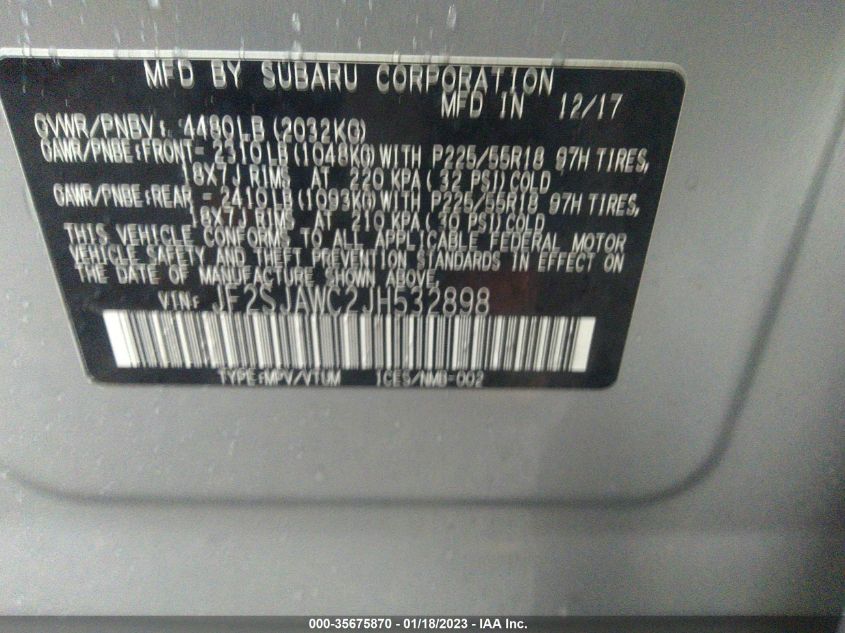 MFD BY SUBARU CORPORATION
MFD IN 12/17
GVWR/PNBV: 4480LB (2032KG)
GAWR/PNBE:FRONT= 2310LB(1048KG)WITH P225/55R18 97H TIRES,
18X7J RIMS AT 220 KPA( 32 PSI)COLD
GAWR/PNBE:REAR = 2410LB(1093KG)WITH P225/55R18 97H TIRES,
18X7J RIMS AT 210 KPA( 30 PSI)COLD
THIS VEHICLE CONFORMS TO ALL APPLICABLE FEDERAL MOTOR
VEHICLE SAFETY AND THEFT PREVENTION STANDARDS IN EFFECT ON
THE DATE OF MANUFACTURE SHOWN ABOVE.
VIN: JF2SJAWC2JH532898
TYPE:MPV/VTUM ICES/NMB-002
000-35675870 - 01/18/2023 - IAA Inc.